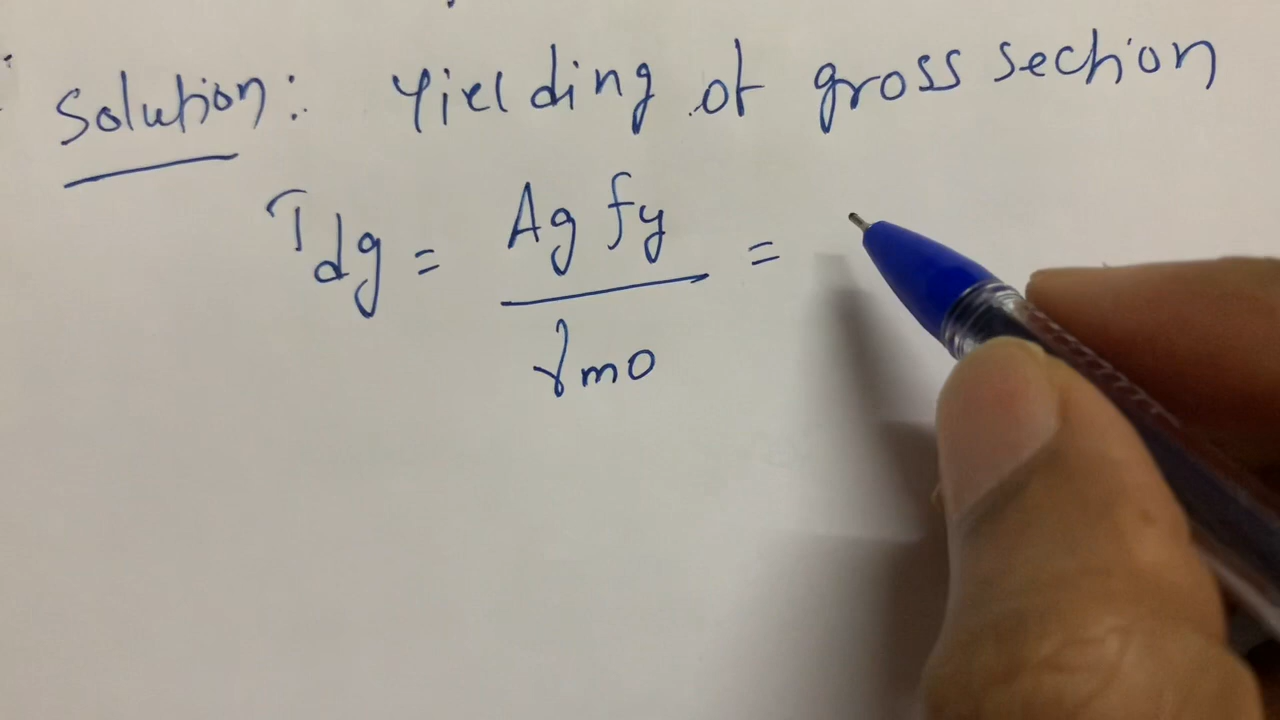 Solution: Yielding of gross section
Tdg = Ag fy / γm0 =